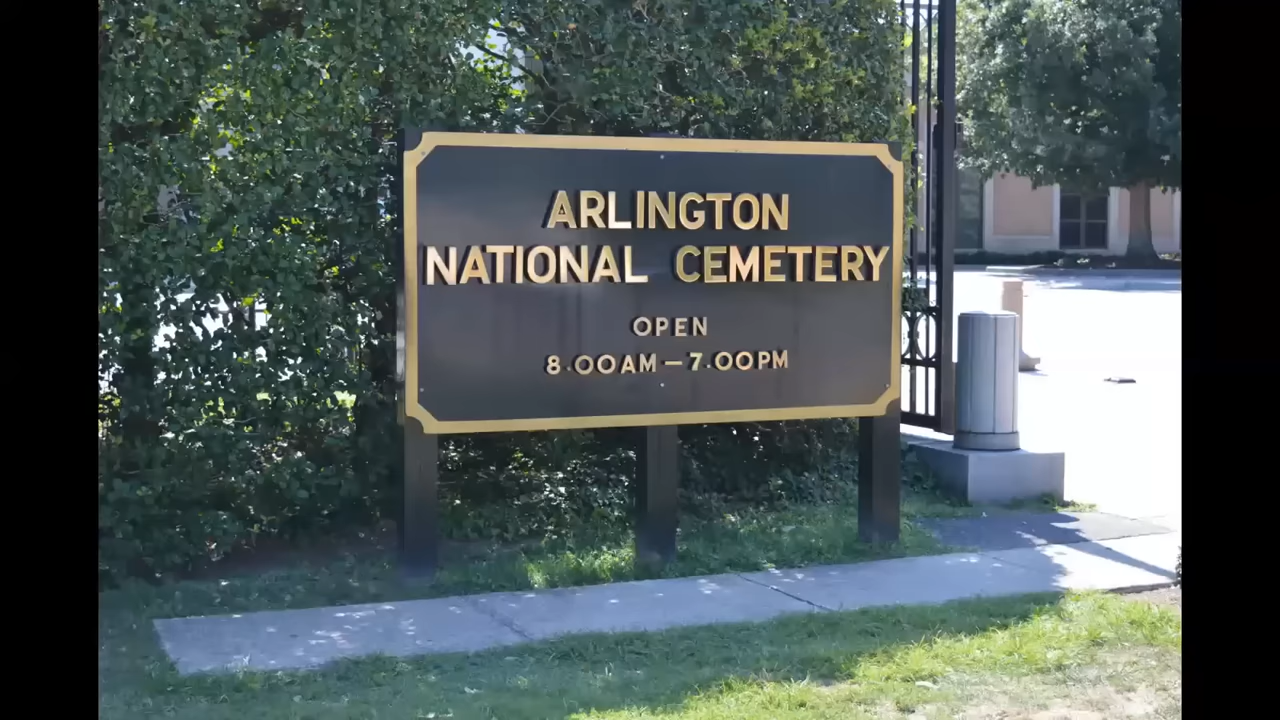 ARLINGTON
NATIONAL CEMETERY
OPEN
8.00AM—7.00PM